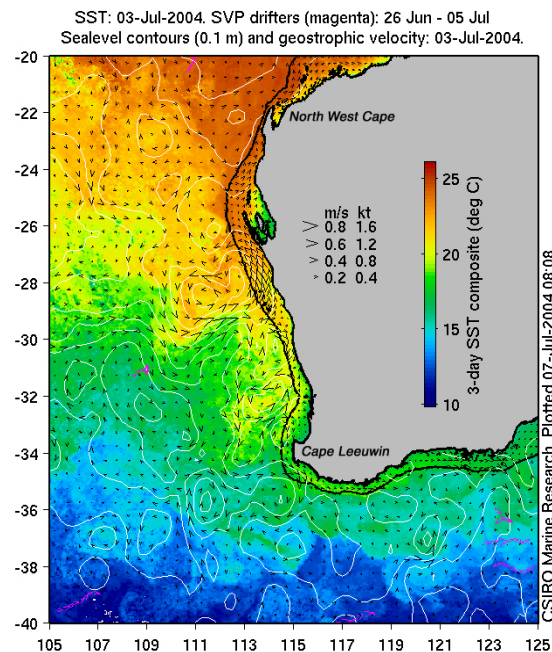 SST: 03-Jul-2004. SVP drifters (magenta): 26 Jun - 05 Jul
Sealevel contours (0.1 m) and geostrophic velocity: 03-Jul-2004.
-20
-22
-24
-26
-28
-30
-32
-34
-36
-38
-40
North West Cape
m/s kt
0.8 1.6
0.6 1.2
0.4 0.8
0.2 0.4
25
20
15
10
3-day SST composite (deg C)
Cape Leeuwin
CSIRO Marine Research. Plotted 07-Jul-2004 08:08
105 107 109 111 113 115 117 119 121 123 125